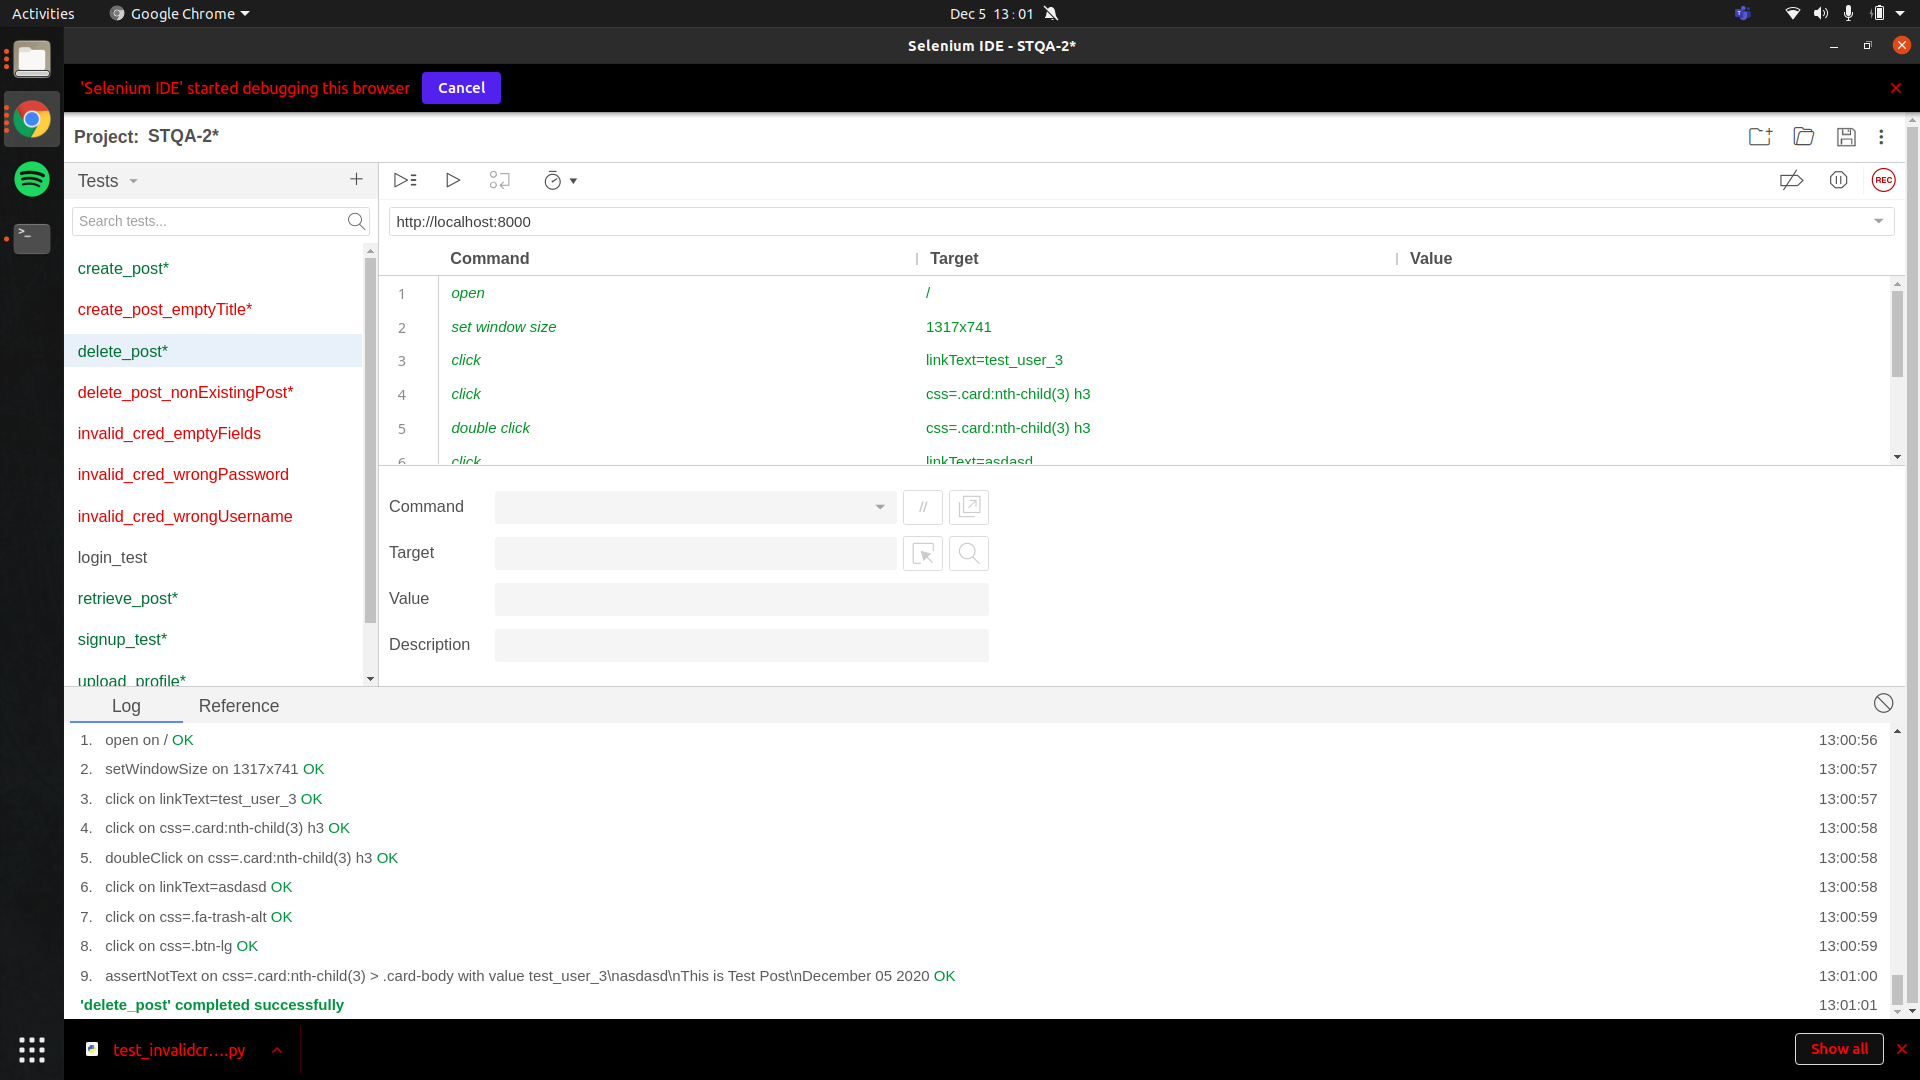 Activities
Google Chrome
Dec 5 13:01
Selenium IDE - STQA-2*
'Selenium IDE' started debugging this browser
Cancel
Project: STQA-2*
Tests
Search tests...
create_post*
create_post_emptyTitle*
delete_post*
delete_post_nonExistingPost*
invalid_cred_emptyFields
invalid_cred_wrongPassword
invalid_cred_wrongUsername
login_test
retrieve_post*
signup_test*
upload_profile*
REC
http://localhost:8000
Command Target Value
1 open /
2 set window size 1317x741
3 click linkText=test_user_3
4 click css=.card:nth-child(3) h3
5 double click css=.card:nth-child(3) h3
6 click linkText=asdasd
Command //
Target
Value
Description
Log Reference
1. open on / OK 13:00:56
2. setWindowSize on 1317x741 OK 13:00:57
3. click on linkText=test_user_3 OK 13:00:57
4. click on css=.card:nth-child(3) h3 OK 13:00:58
5. doubleClick on css=.card:nth-child(3) h3 OK 13:00:58
6. click on linkText=asdasd OK 13:00:58
7. click on css=.fa-trash-alt OK 13:00:59
8. click on css=.btn-lg OK 13:00:59
9. assertNotText on css=.card:nth-child(3) > .card-body with value test_user_3\nasdasd\nThis is Test Post\nDecember 05 2020 OK 13:01:00
'delete_post' completed successfully 13:01:01
test_invalidcr....py
Show all